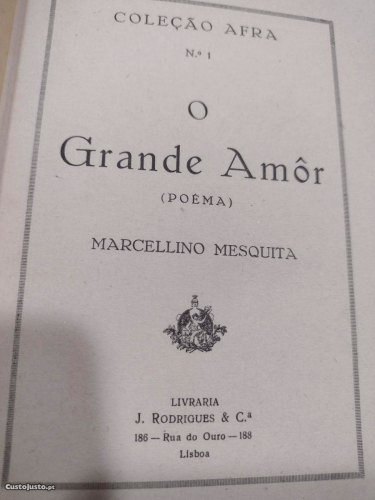 COLEÇÃO AFRA
N.º 1
O
Grande Amôr
(POÊMA)
MARCELLINO MESQUITA
LIVRARIA
J. RODRIGUES & C.ª
186 — Rua do Ouro — 188
Lisboa
CustoJusto.pt